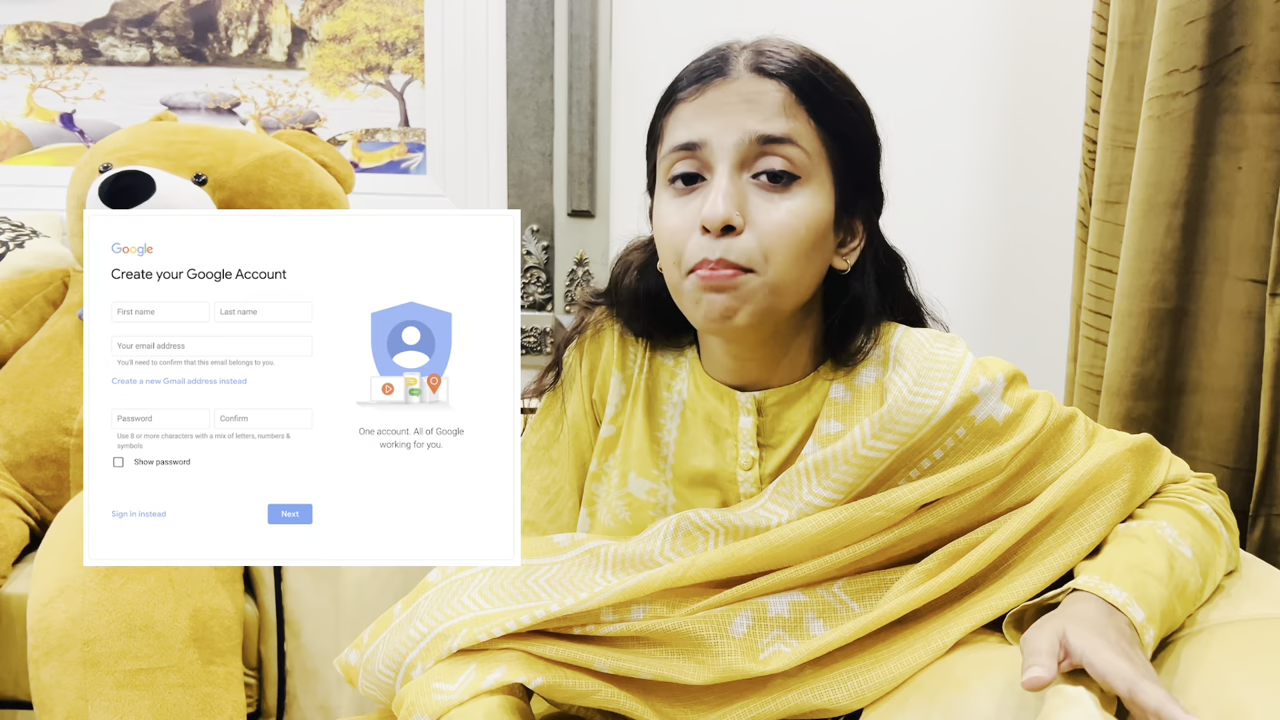 Google
Create your Google Account
First name
Last name
Your email address
You'll need to confirm that this email belongs to you.
Create a new Gmail address instead
Password
Confirm
Use 8 or more characters with a mix of letters, numbers &
symbols
Show password
Sign in instead
Next
One account. All of Google
working for you.